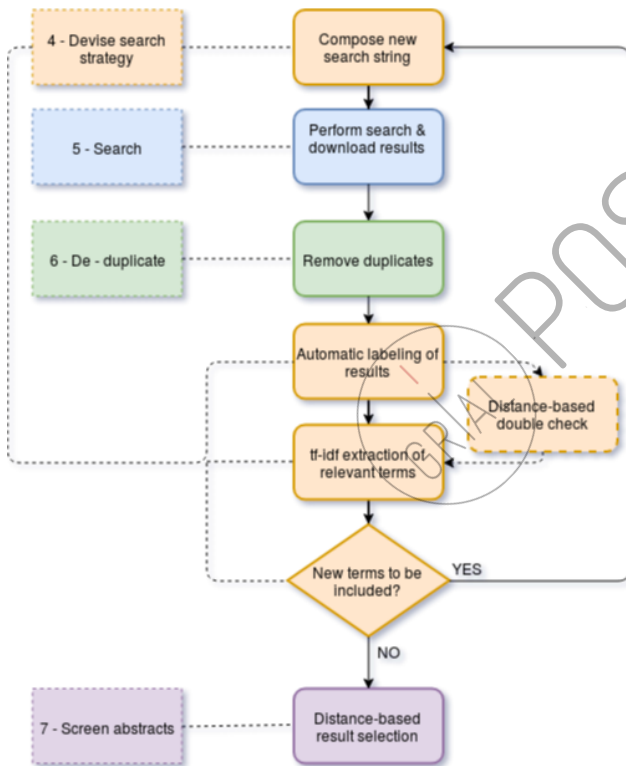 4 - Devise search
strategy
Compose new
search string
5 - Search
Perform search &
download results
6 - De - duplicate
Remove duplicates
Automatic labeling of
results
Distance-based
double check
tf-idf extraction of
relevant terms
New terms to be
included?
YES
NO
7 - Screen abstracts
Distance-based
result selection
GRIAL
POS